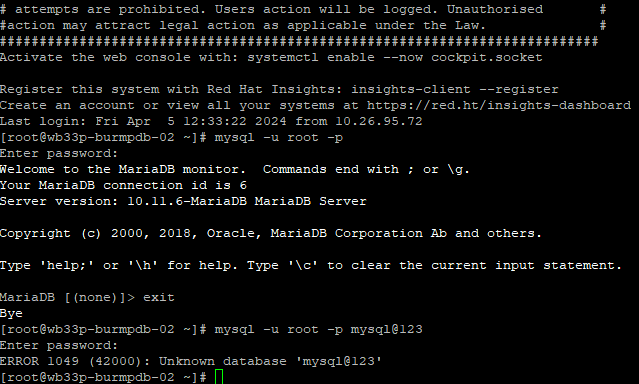 # attempts are prohibited. Users action will be logged. Unauthorised       #
#action may attract legal action as applicable under the Law.              #
############################################################################
Activate the web console with: systemctl enable --now cockpit.socket

Register this system with Red Hat Insights: insights-client --register
Create an account or view all your systems at https://red.ht/insights-dashboard
Last login: Fri Apr  5 12:33:22 2024 from 10.26.95.72
[root@wb33p-burmpdb-02 ~]# mysql -u root -p
Enter password:
Welcome to the MariaDB monitor.  Commands end with ; or \g.
Your MariaDB connection id is 6
Server version: 10.11.6-MariaDB MariaDB Server

Copyright (c) 2000, 2018, Oracle, MariaDB Corporation Ab and others.

Type 'help;' or '\h' for help. Type '\c' to clear the current input statement.

MariaDB [(none)]> exit
Bye
[root@wb33p-burmpdb-02 ~]# mysql -u root -p mysql@123
Enter password:
ERROR 1049 (42000): Unknown database 'mysql@123'
[root@wb33p-burmpdb-02 ~]#